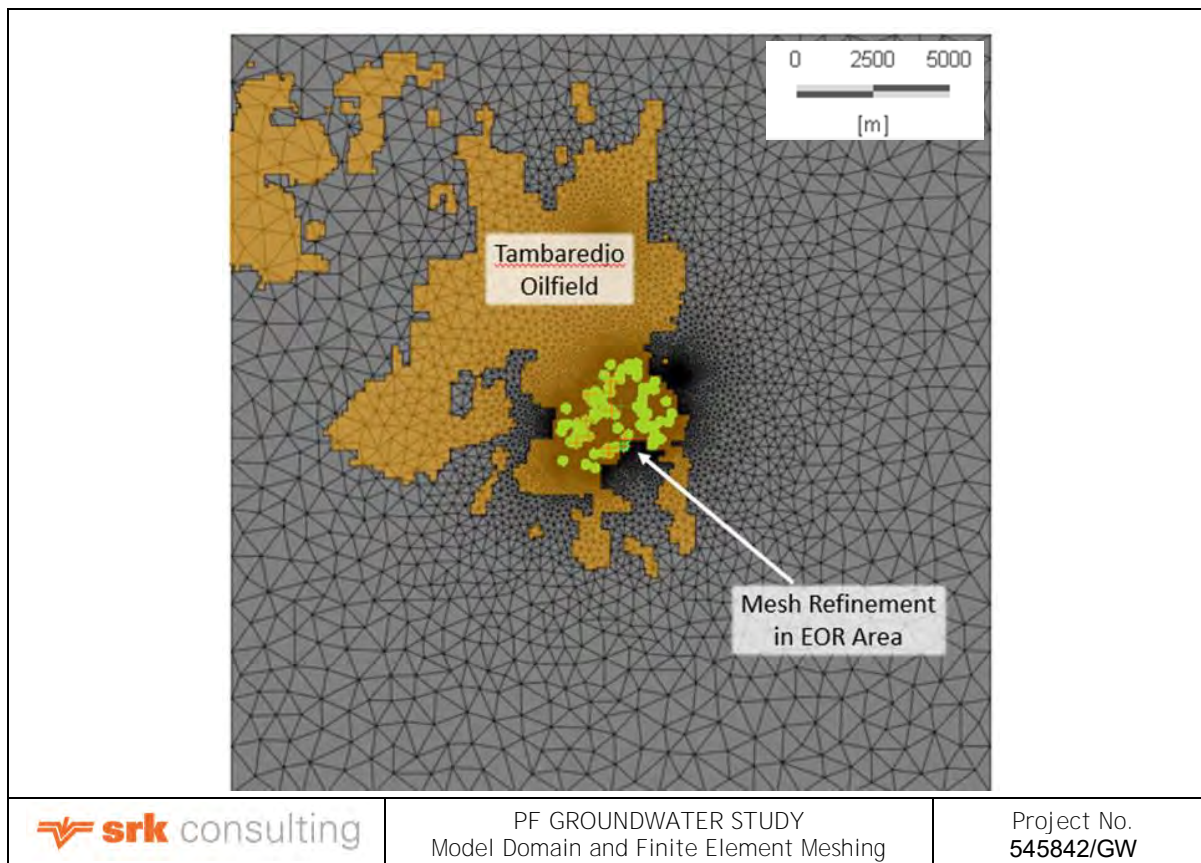 0 2500 5000
[m]
Tambaredjo
Oilfield
Mesh Refinement
in EOR Area
srk consulting
PF GROUNDWATER STUDY
Model Domain and Finite Element Meshing
Project No.
545842/GW